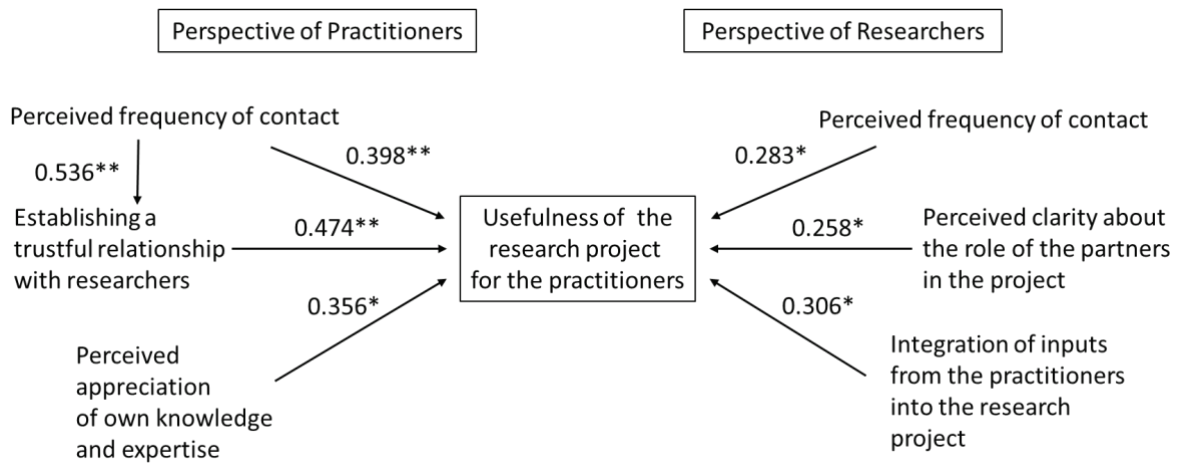 Perspective of Practitioners
Perspective of Researchers
Perceived frequency of contact
Perceived frequency of contact
0.536**
0.398**
0.283*
Establishing a
trustful relationship
with researchers
0.474**
Usefulness of the
research project
for the practitioners
0.258*
Perceived clarity about
the role of the partners
in the project
0.356*
0.306*
Perceived
appreciation
of own knowledge
and expertise
Integration of inputs
from the practitioners
into the research
project